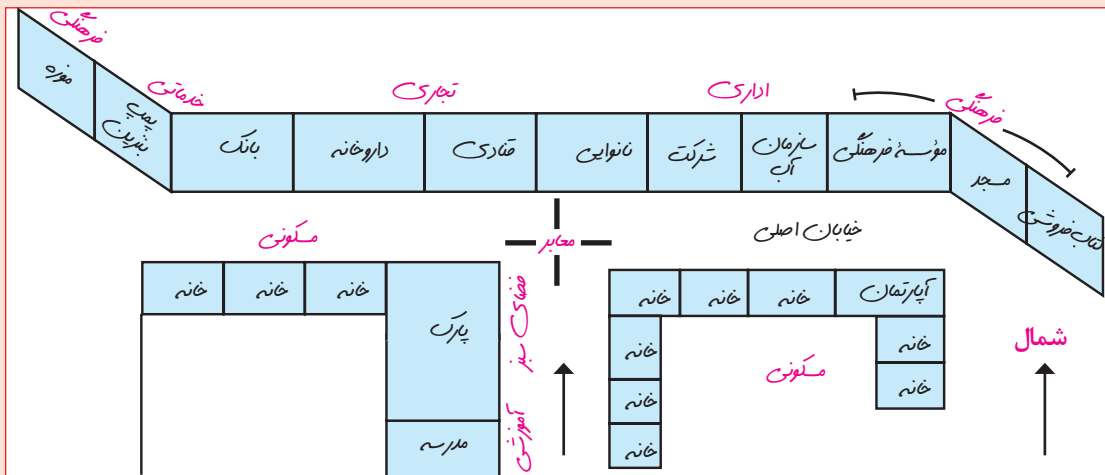 فرهنگی
موزه
خدماتی
پمپ
بنزین
تجاری
بانک
داروخانه
قنادی
اداری
نانوایی
شرکت
سازمان
آب
فرهنگی
مؤسسهٔ فرهنگی
مسجد
کتاب‌فروشی
مسکونی
معابر
خیابان اصلی
خانه
خانه
خانه
پارک
فضای سبز
آموزشی
مدرسه
خانه
خانه
خانه
آپارتمان
خانه
خانه
خانه
خانه
خانه
مسکونی
شمال